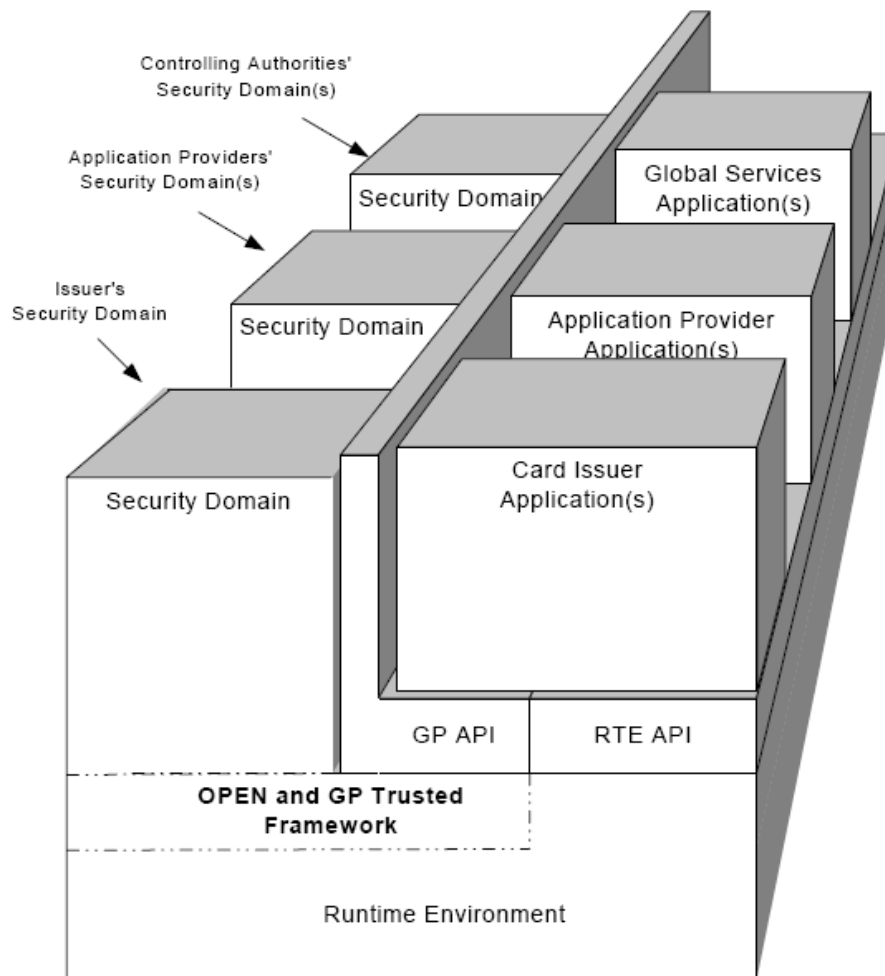 Controlling Authorities'
Security Domain(s)
Application Providers'
Security Domain(s)
Issuer's
Security Domain
Security Domain
Security Domain
Security Domain
Global Services
Application(s)
Application Provider
Application(s)
Card Issuer
Application(s)
GP API
RTE API
OPEN and GP Trusted
Framework
Runtime Environment